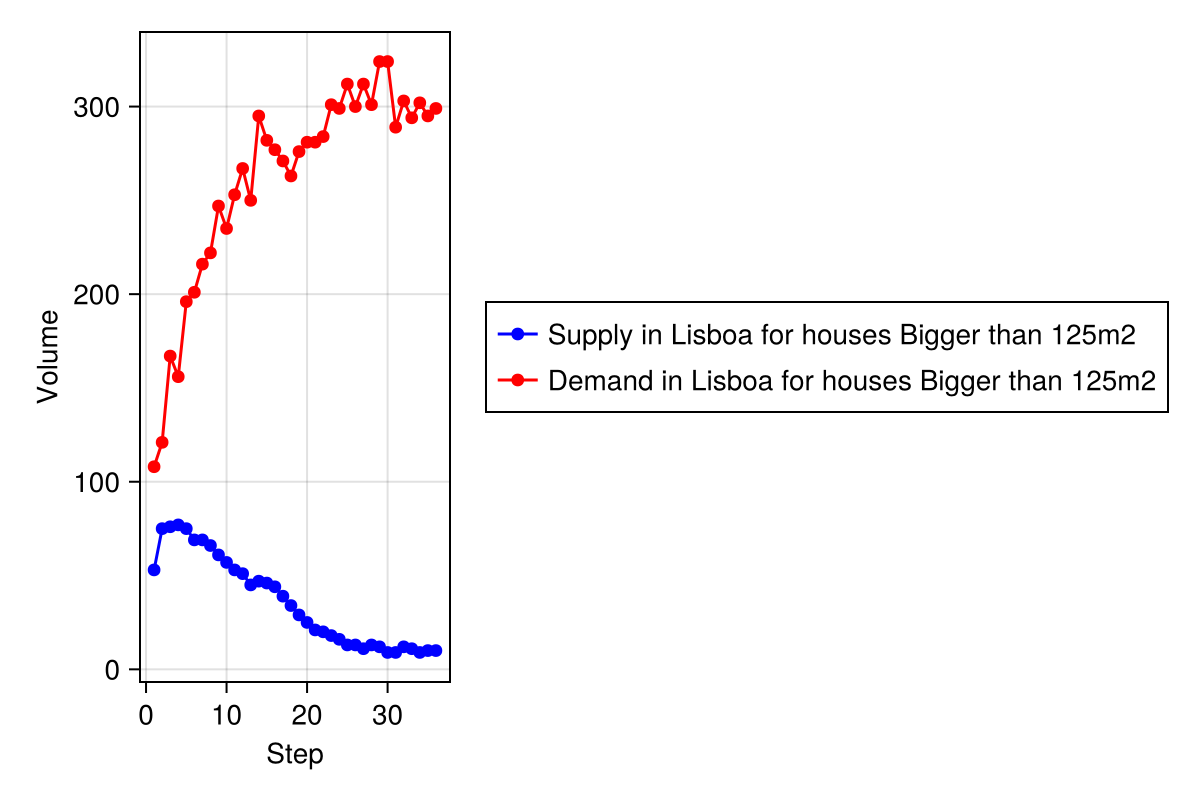 300
200
100
0
Volume
0 10 20 30
Step
Supply in Lisboa for houses Bigger than 125m2
Demand in Lisboa for houses Bigger than 125m2